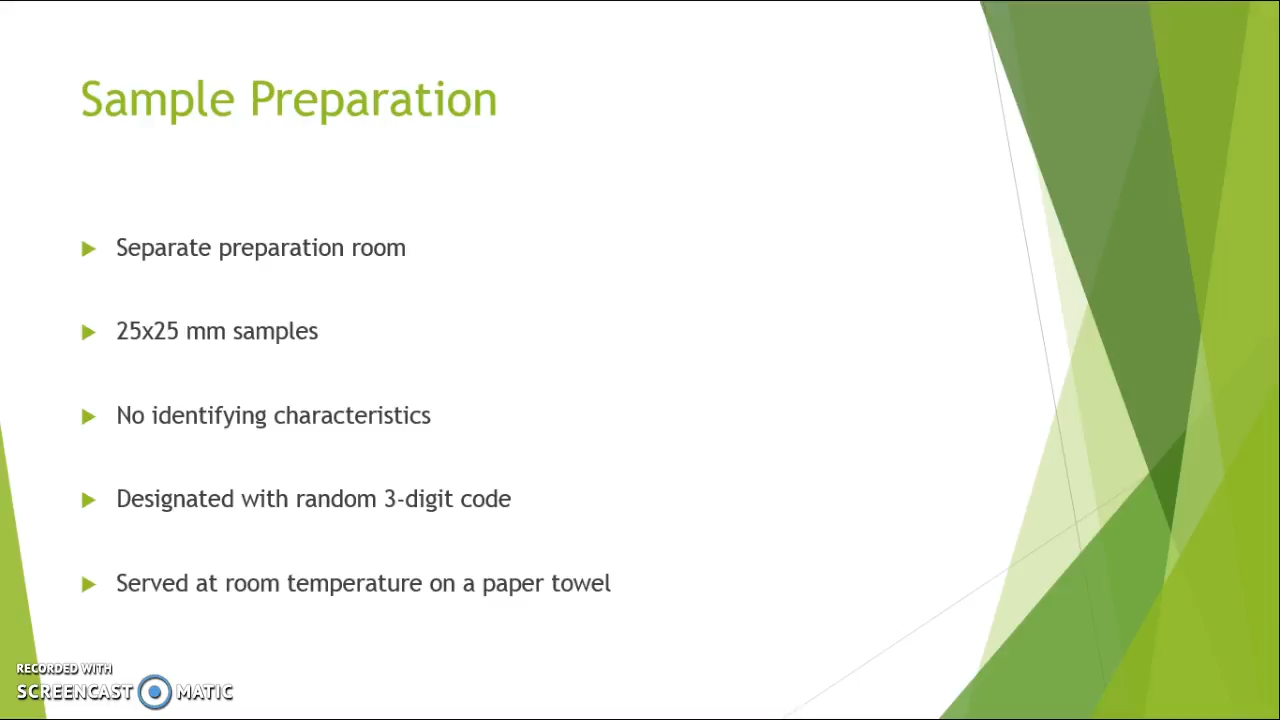 Sample Preparation
Separate preparation room
25x25 mm samples
No identifying characteristics
Designated with random 3-digit code
Served at room temperature on a paper towel
RECORDED WITH
SCREENCAST MATIC